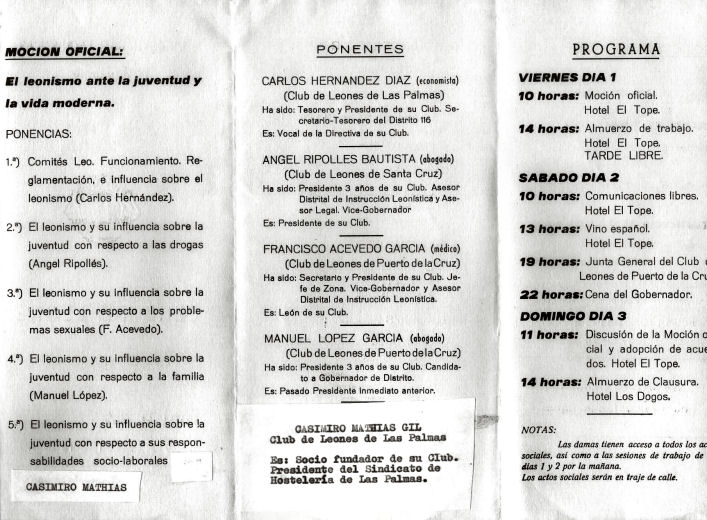 MOCION OFICIAL:
El leonismo ante la juventud y
la vida moderna.
PONENCIAS:
1.ª) Comités Leo. Funcionamiento. Re-
glamentación, e influencia sobre el
leonismo (Carlos Hernández).
2.ª) El leonismo y su influencia sobre la
juventud con respecto a las drogas
(Angel Ripollés).
3.ª) El leonismo y su influencia sobre la
juventud con respecto a los proble-
mas sexuales (F. Acevedo).
4.ª) El leonismo y su influencia sobre la
juventud con respecto a la familia
(Manuel López).
5.ª) El leonismo y su influencia sobre la
juventud con respecto a sus respon-
sabilidades socio-laborales
CASIMIRO MATHIAS
PONENTES
CARLOS HERNANDEZ DIAZ (economista)
(Club de Leones de Las Palmas)
Ha sido: Tesorero y Presidente de su Club. Se-
cretario-Tesorero del Distrito 116
Es: Vocal de la Directiva de su Club.
ANGEL RIPOLLES BAUTISTA (abogado)
(Club de Leones de Santa Cruz)
Ha sido: Presidente 3 años de su Club. Asesor
Distrital de Instrucción Leonística y Ase-
sor Legal. Vice-Gobernador
Es: Presidente de su Club.
FRANCISCO ACEVEDO GARCIA (médico)
(Club de Leones de Puerto de la Cruz)
Ha sido: Secretario y Presidente de su Club. Je-
fe de Zona. Vice-Gobernador y Asesor
Distrital de Instrucción Leonística.
Es: León de su Club.
MANUEL LOPEZ GARCIA (abogado)
(Club de Leones de Puerto de la Cruz)
Ha sido: Presidente 3 años de su Club. Candida-
to a Gobernador de Distrito.
Es: Pasado Presidente Inmediato anterior.
CASIMIRO MATHIAS GIL
Club de Leones de Las Palmas
Es: Socio fundador de su Club.
Presidente del Sindicato de
Hostelería de Las Palmas.
PROGRAMA
VIERNES DIA 1
10 horas: Moción oficial.
Hotel El Tope.
14 horas: Almuerzo de trabajo.
Hotel El Tope.
TARDE LIBRE.
SABADO DIA 2
10 horas: Comunicaciones libres.
Hotel El Tope.
13 horas: Vino español.
Hotel El Tope.
19 horas: Junta General del Club
Leones de Puerto de la Cru
22 horas: Cena del Gobernador.
DOMINGO DIA 3
11 horas: Discusión de la Moción o
cial y adopción de acue
dos. Hotel El Tope.
14 horas: Almuerzo de Clausura.
Hotel Los Dogos.
NOTAS:
Las damas tienen acceso a todos los ac
sociales, así como a las sesiones de trabajo de
días 1 y 2 por la mañana.
Los actos sociales serán en traje de calle.